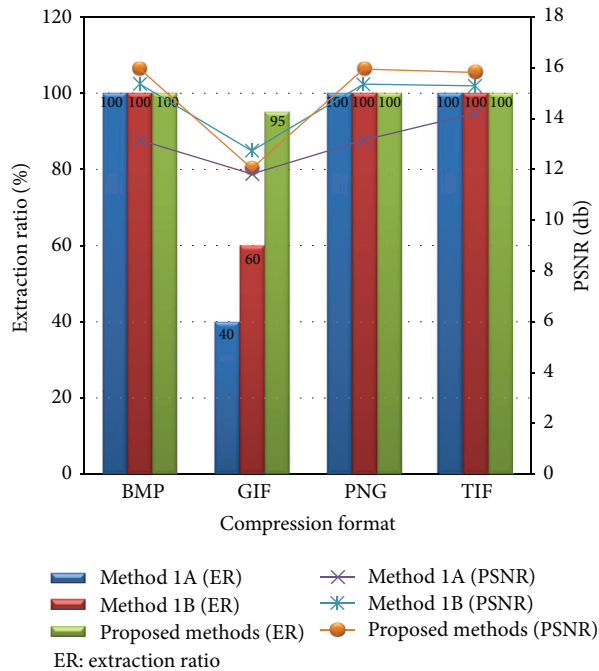 120
100
80
60
40
20
0
Extraction ratio (%)
18
16
14
12
10
8
6
4
2
0
PSNR (db)
100 100 100
40
60
95
100 100 100
100 100 100
BMP GIF PNG TIF
Compression format
Method 1A (ER)
Method 1B (ER)
Proposed methods (ER)
Method 1A (PSNR)
Method 1B (PSNR)
Proposed methods (PSNR)
ER: extraction ratio